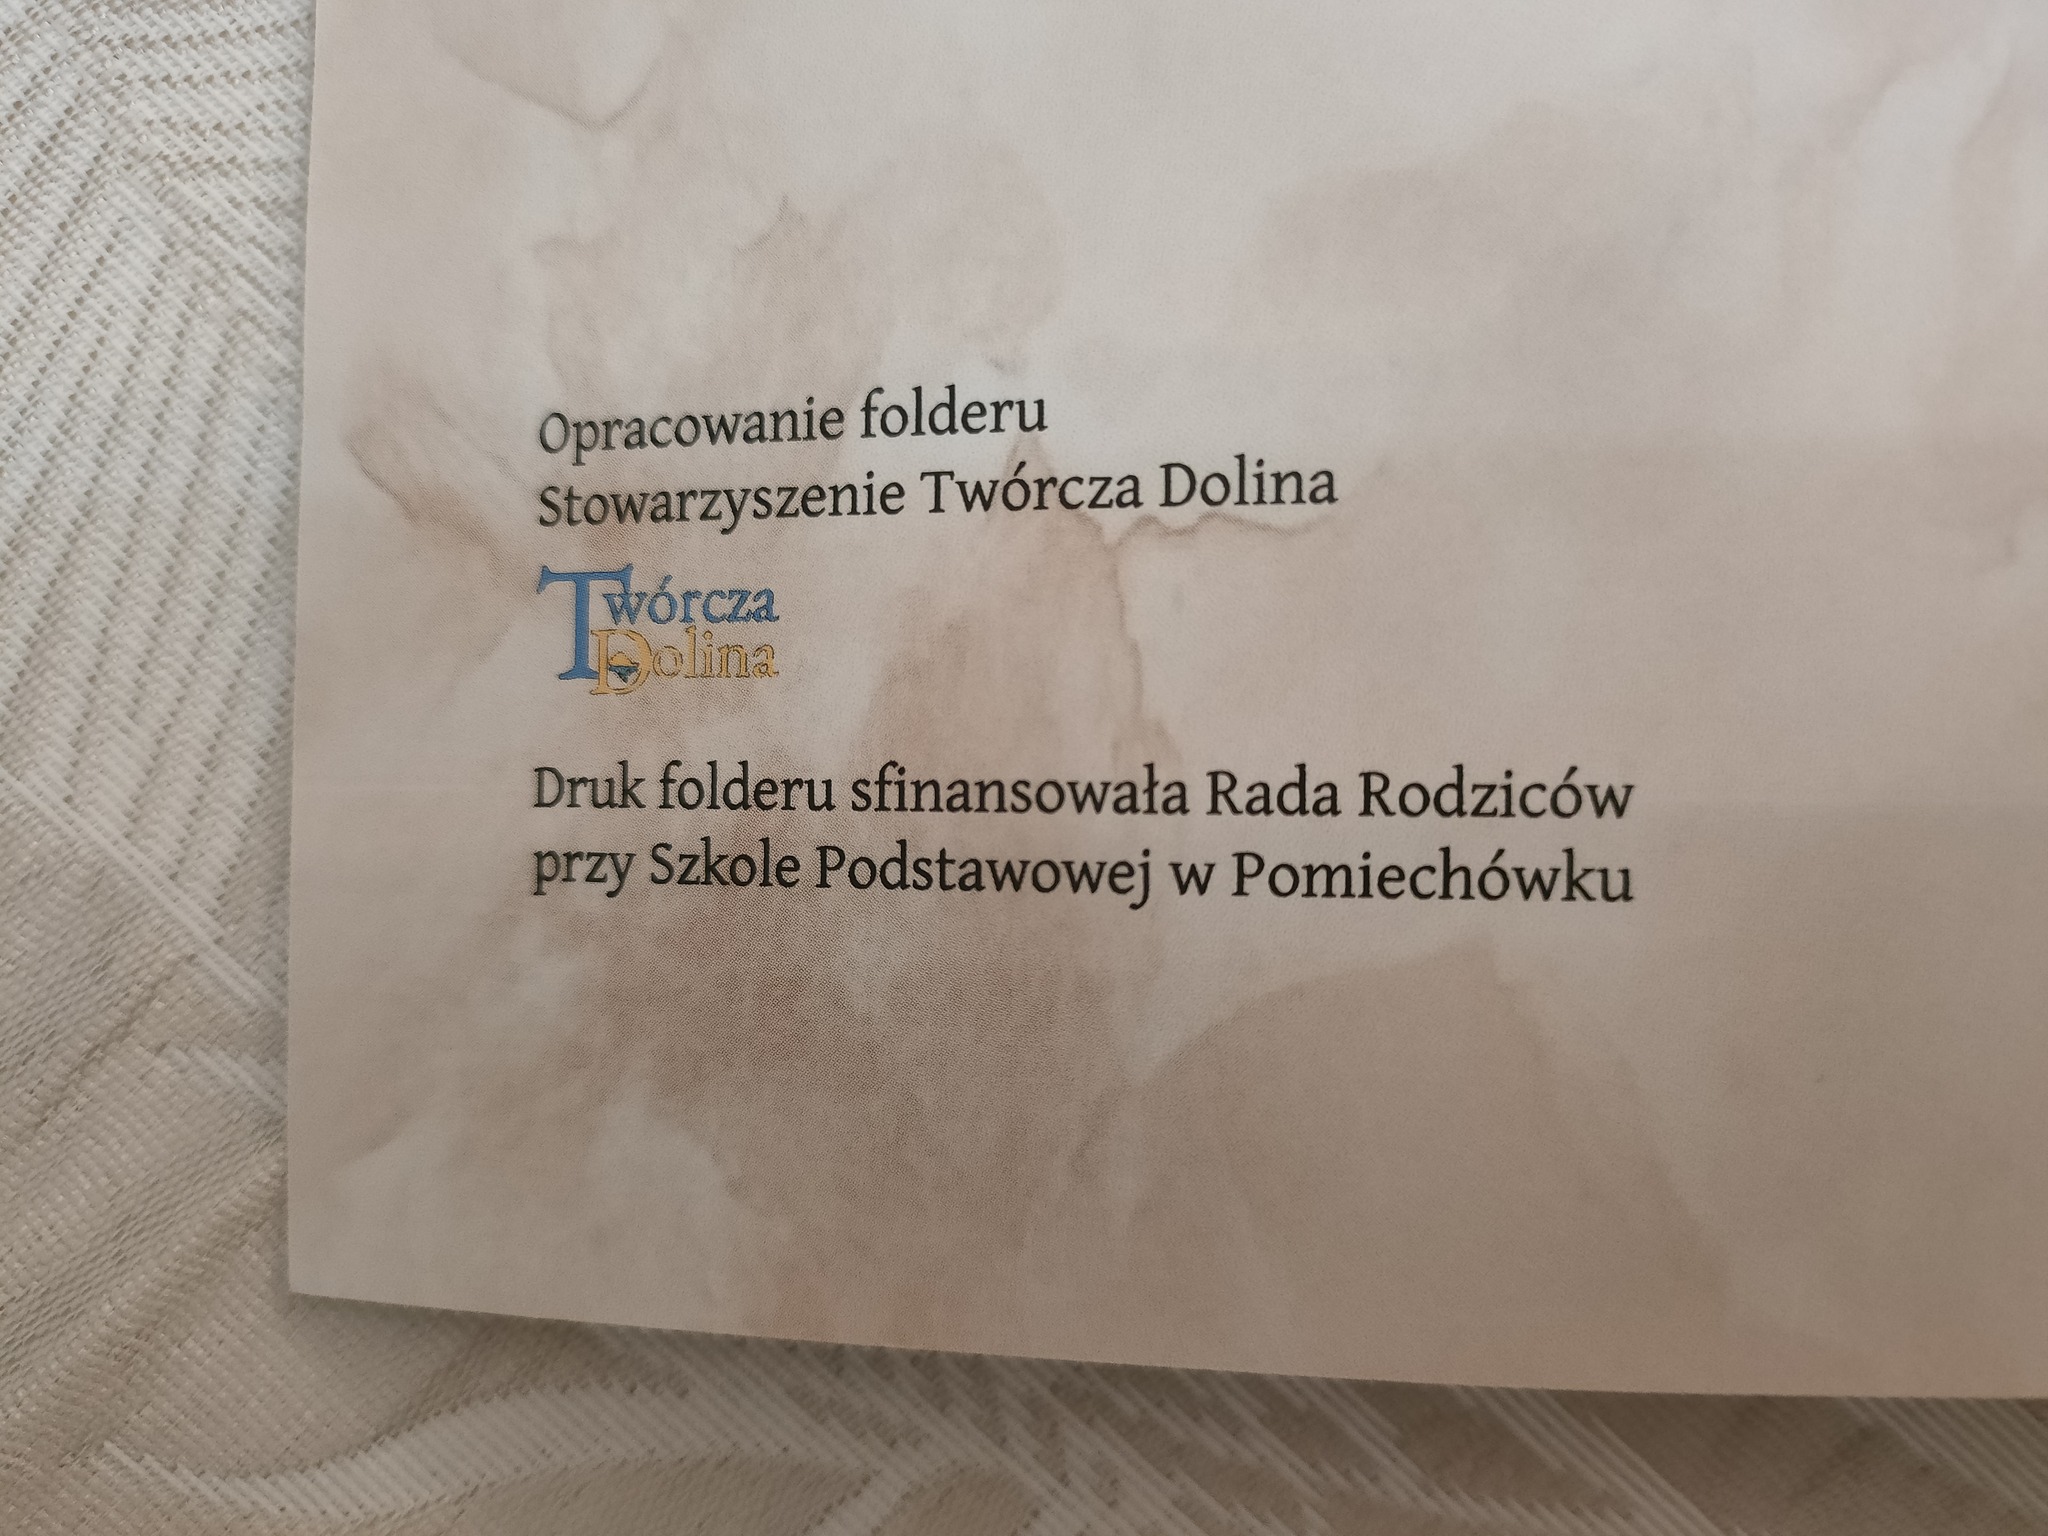 Opracowanie folderu
Stowarzyszenie Twórcza Dolina
Twórcza
Dolina
Druk folderu sfinansowała Rada Rodziców
przy Szkole Podstawowej w Pomiechówku